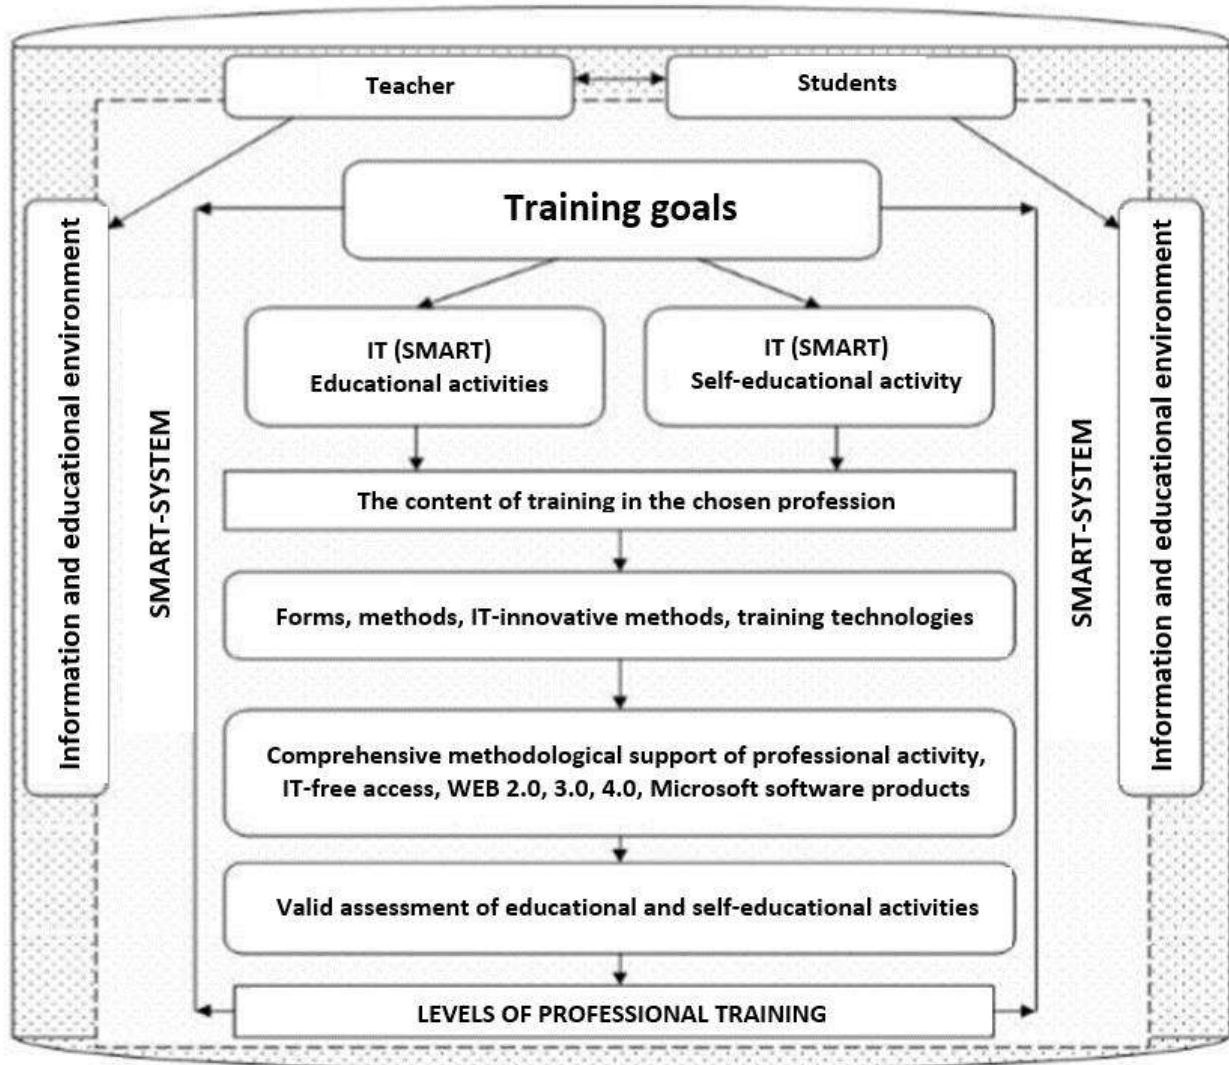 Teacher
Students
Training goals
Information and educational environment
SMART-SYSTEM
IT (SMART)
Educational activities
IT (SMART)
Self-educational activity
SMART-SYSTEM
Information and educational environment
The content of training in the chosen profession
Forms, methods, IT-innovative methods, training technologies
Comprehensive methodological support of professional activity,
IT-free access, WEB 2.0, 3.0, 4.0, Microsoft software products
Valid assessment of educational and self-educational activities
LEVELS OF PROFESSIONAL TRAINING